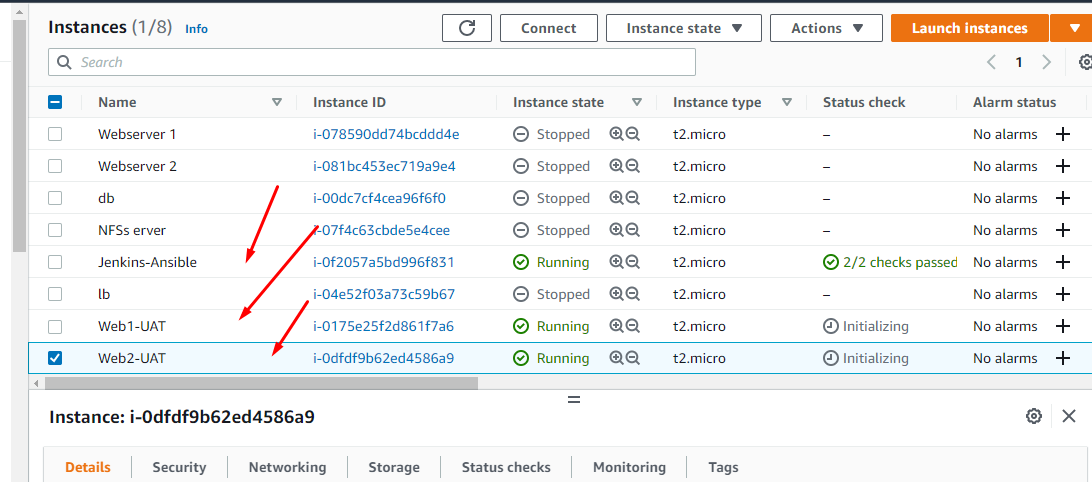 Instances (1/8) Info Connect Instance state Actions Launch instances
Search 1
Name Instance ID Instance state Instance type Status check Alarm status
Webserver 1 i-078590dd74bcddd4e Stopped t2.micro – No alarms +
Webserver 2 i-081bc453ec719a9e4 Stopped t2.micro – No alarms +
db i-00dc7cf4cea96f6f0 Stopped t2.micro – No alarms +
NFSs erver i-07f4c63cbde5e4cee Stopped t2.micro – No alarms +
Jenkins-Ansible i-0f2057a5bd996f831 Running t2.micro 2/2 checks passed No alarms +
lb i-04e52f03a73c59b67 Stopped t2.micro – No alarms +
Web1-UAT i-0175e25f2d861f7a6 Running t2.micro Initializing No alarms +
Web2-UAT i-0dfdf9b62ed4586a9 Running t2.micro Initializing No alarms +
Instance: i-0dfdf9b62ed4586a9
Details Security Networking Storage Status checks Monitoring Tags